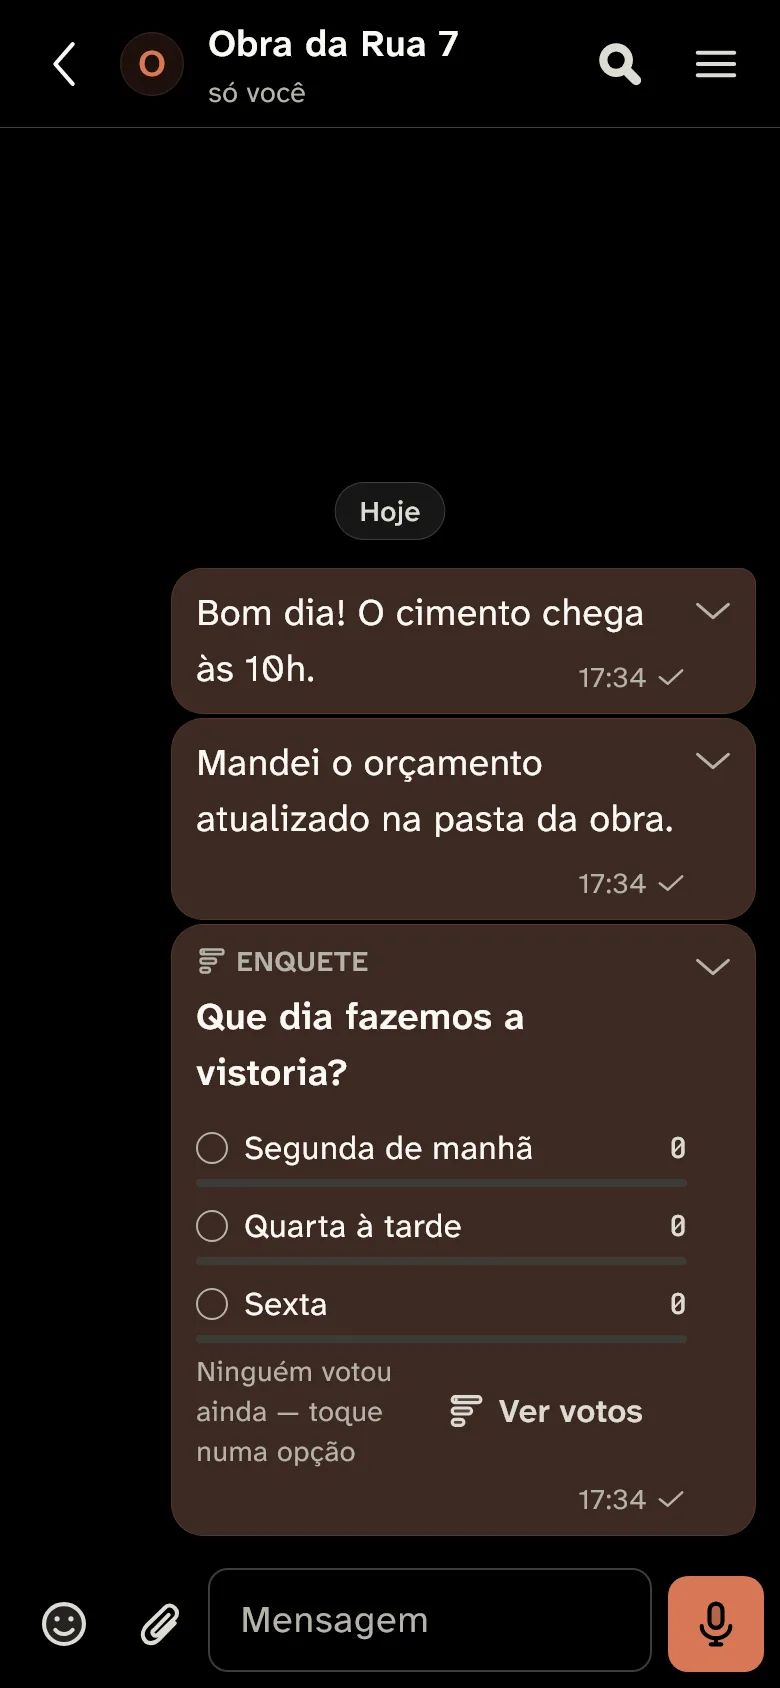 O
Obra da Rua 7
só você
Hoje
Bom dia! O cimento chega
às 10h.
17:34
Mandei o orçamento
atualizado na pasta da obra.
17:34
ENQUETE
Que dia fazemos a
vistoria?
Segunda de manhã 0
Quarta à tarde 0
Sexta 0
Ninguém votou
ainda — toque
numa opção
Ver votos
17:34
Mensagem